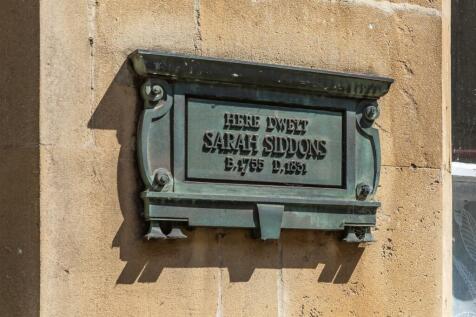 HERE DWELT
SARAH SIDDONS
B.1755 D.1831